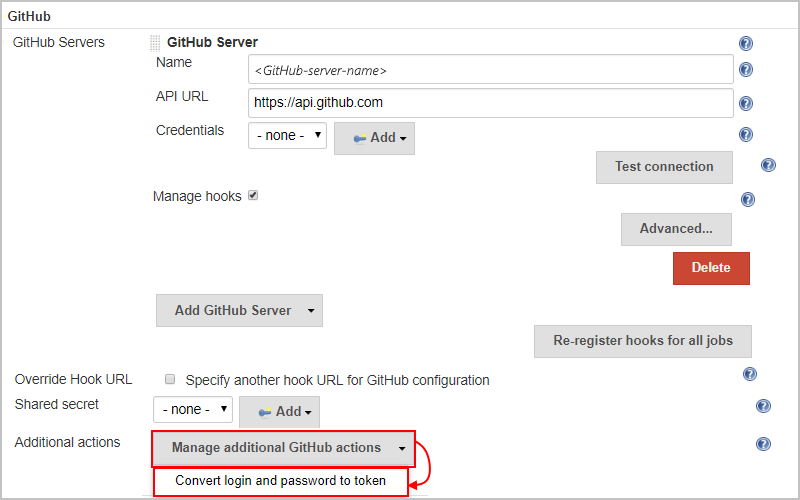 GitHub
GitHub Servers
GitHub Server
Name
<GitHub-server-name>
API URL
https://api.github.com
Credentials
- none -
Add
Test connection
Manage hooks
Advanced...
Delete
Add GitHub Server
Re-register hooks for all jobs
Override Hook URL
Specify another hook URL for GitHub configuration
Shared secret
- none -
Add
Additional actions
Manage additional GitHub actions
Convert login and password to token